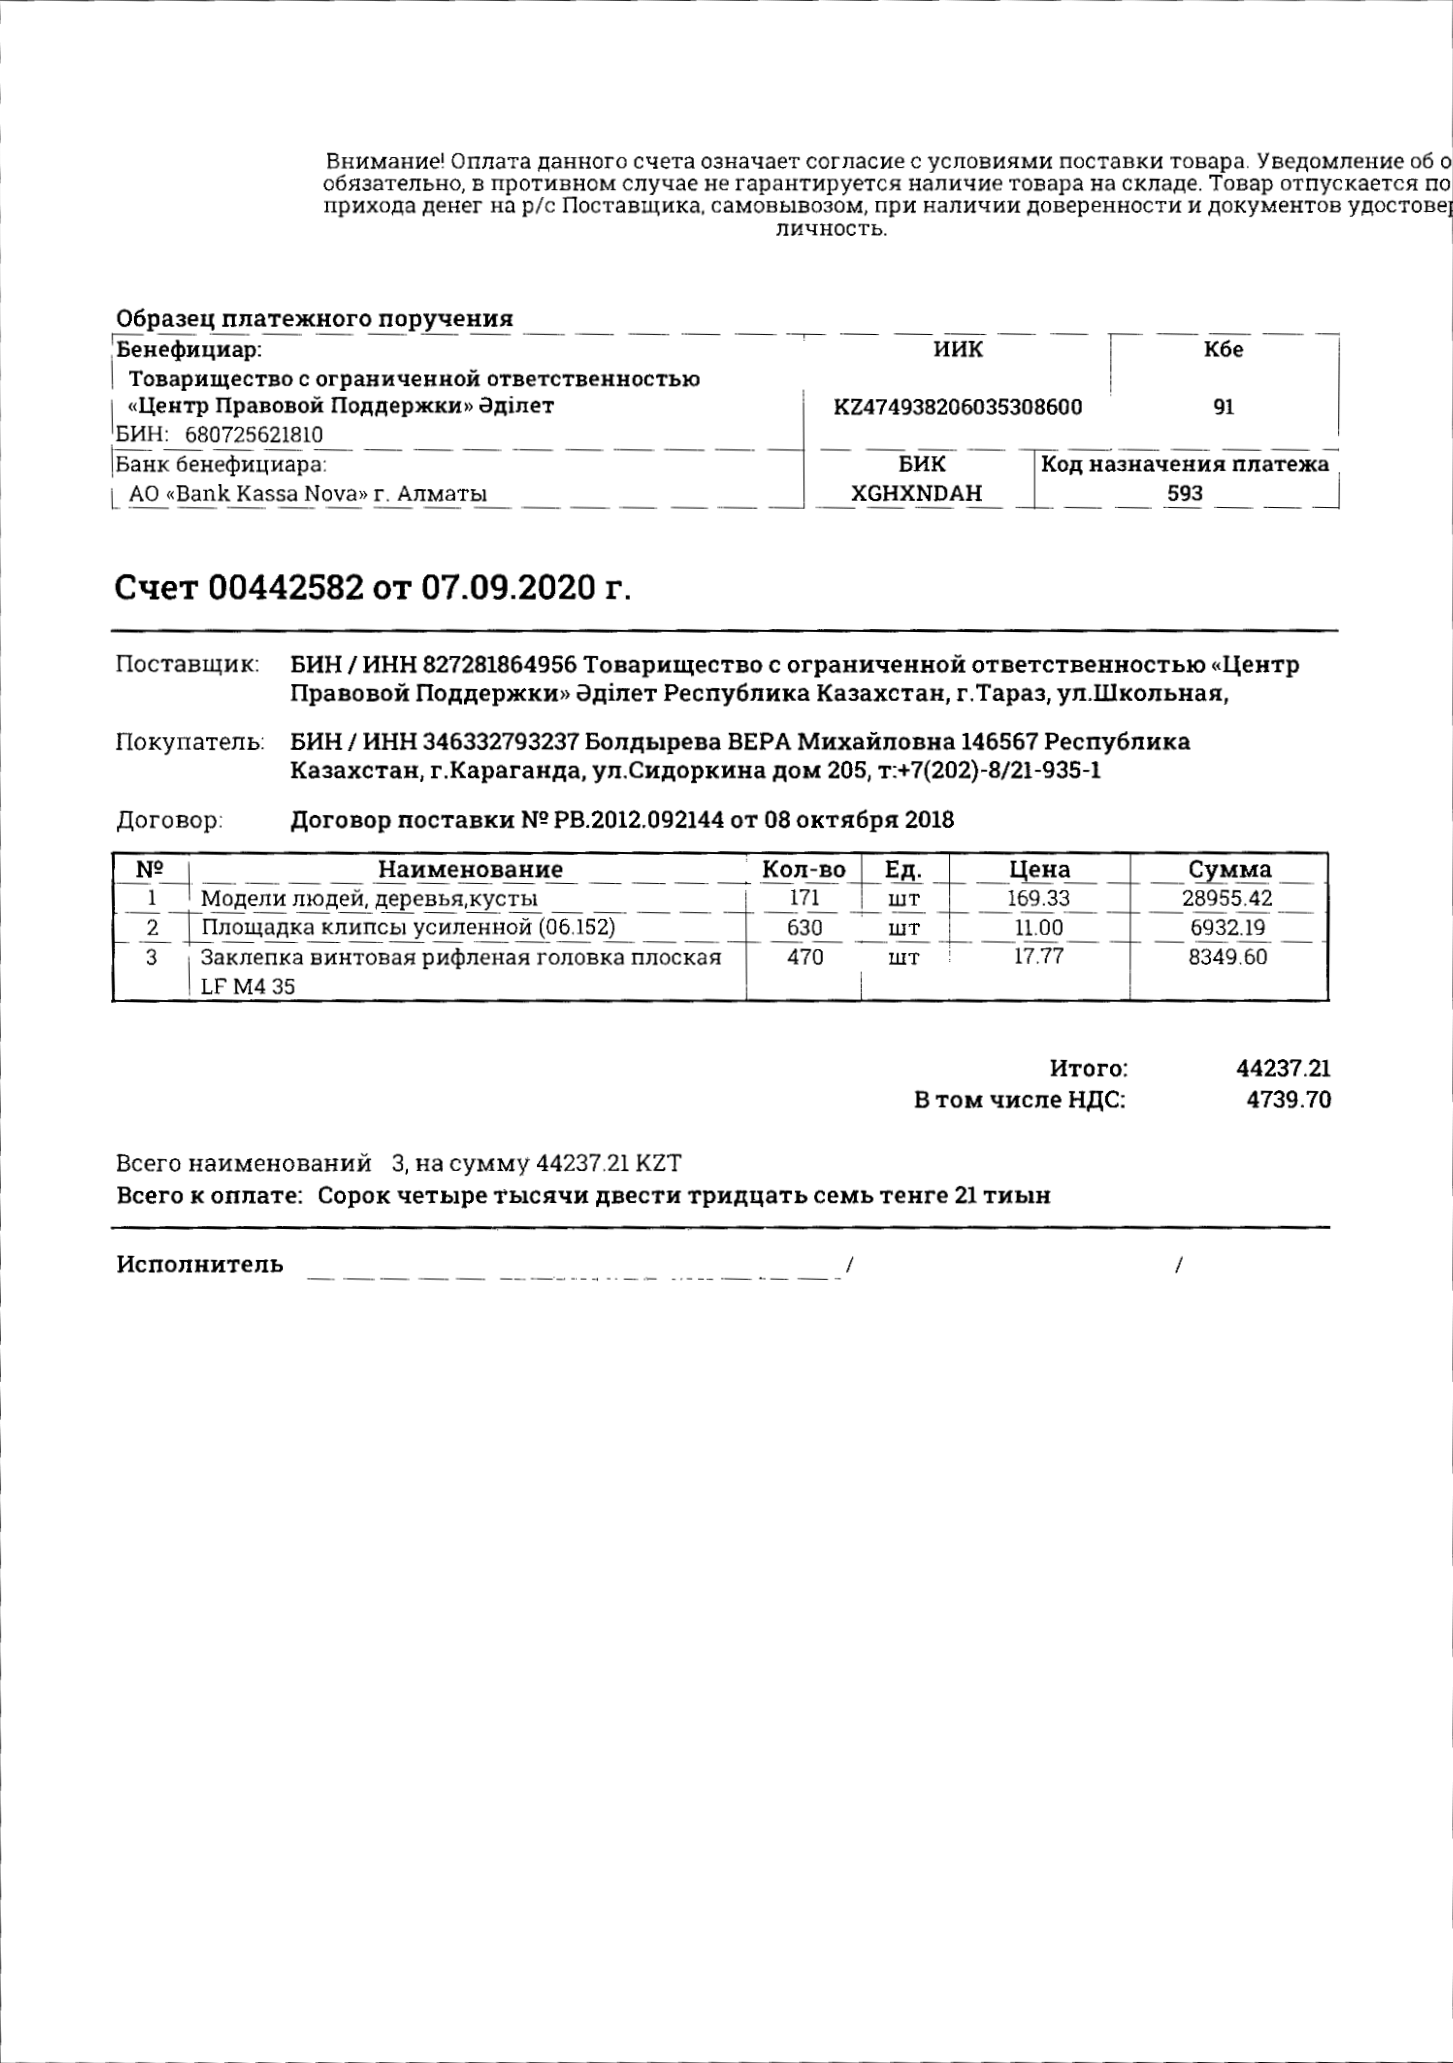 Внимание! Оплата данного счета означает согласие с условиями поставки товара. Уведомление об
обязательно, в противном случае не гарантируется наличие товара на складе. Товар отпускается по
прихода денег на р/с Поставщика, самовывозом, при наличии доверенности и документов
личность.
Образец платежного поручения
Бенефициар: ИИК Кбе
Товарищество с ограниченной ответственностью
«Центр Правовой Поддержки» Әділет KZ474938206035308600 91
БИН: 680725621810
Банк бенефициара: БИК Код назначения платежа
АО «Bank Kassa Nova» г. Алматы XGHXNDAH 593
Счет 00442582 от 07.09.2020 г.
Поставщик: БИН / ИНН 827281864956 Товарищество с ограниченной ответственностью «Центр
Правовой Поддержки» Әділет Республика Казахстан, г.Тараз, ул.Школьная,
Покупатель: БИН / ИНН 346332793237 Болдырева ВЕРА Михайловна 146567 Республика
Казахстан, г.Караганда, ул.Сидоркина дом 205, т:+7(202)-8/21-935-1
Договор: Договор поставки № РВ.2012.092144 от 08 октября 2018
№ Наименование Кол-во Ед. Цена Сумма
1 Модели людей, деревья,кусты 171 шт 169.33 28955.42
2 Площадка клипсы усиленной (06.152) 630 шт 11.00 6932.19
3 Заклепка винтовая рифленая головка плоская 470 шт 17.77 8349.60
LF M4 35
Итого: 44237.21
В том числе НДС: 4739.70
Всего наименований 3, на сумму 44237.21 KZT
Всего к оплате: Сорок четыре тысячи двести тридцать семь тенге 21 тиын
Исполнитель / /